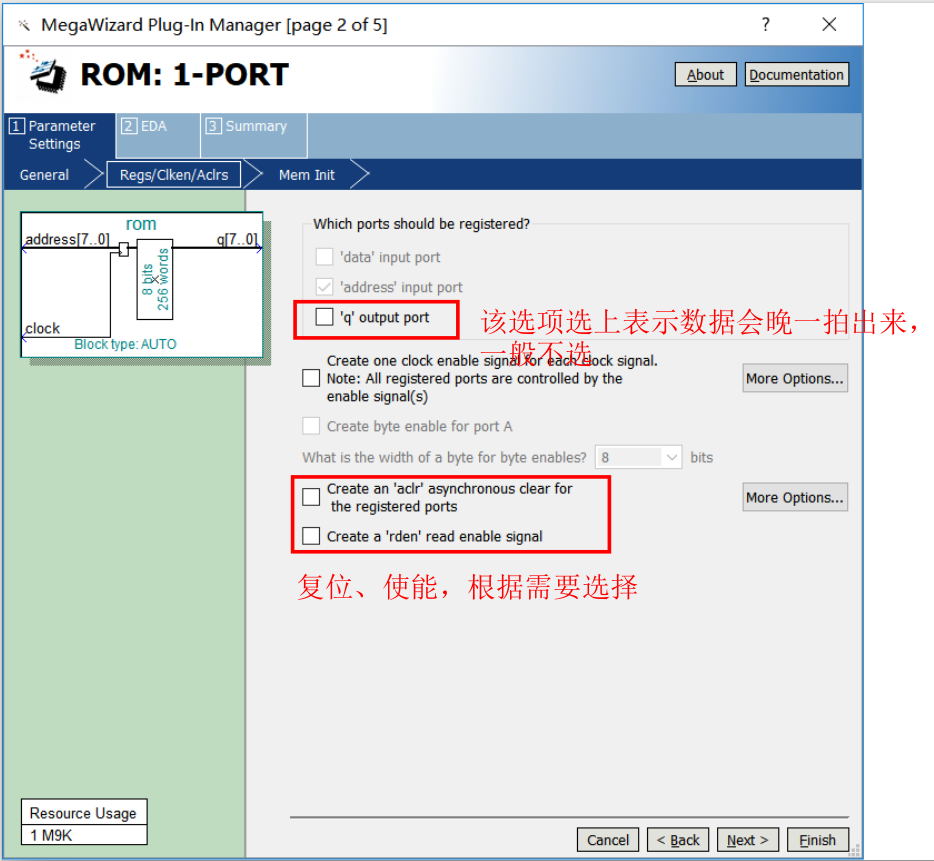 MegaWizard Plug-In Manager [page 2 of 5]
?
ROM: 1-PORT
About
Documentation
1 Parameter
Settings
2 EDA
3 Summary
General
Regs/Clken/Aclrs
Mem Init
rom
address[7..0]
q[7..0]
8 bits
256 words
clock
Block type: AUTO
Which ports should be registered?
'data' input port
'address' input port
'q' output port
该选项选上表示数据会晚一拍出来，
一般不选
Create one clock enable signal for each clock signal.
Note: All registered ports are controlled by the
enable signal(s)
More Options...
Create byte enable for port A
What is the width of a byte for byte enables?
8
bits
Create an 'aclr' asynchronous clear for
the registered ports
More Options...
Create a 'rden' read enable signal
复位、使能，根据需要选择
Resource Usage
1 M9K
Cancel
< Back
Next >
Finish